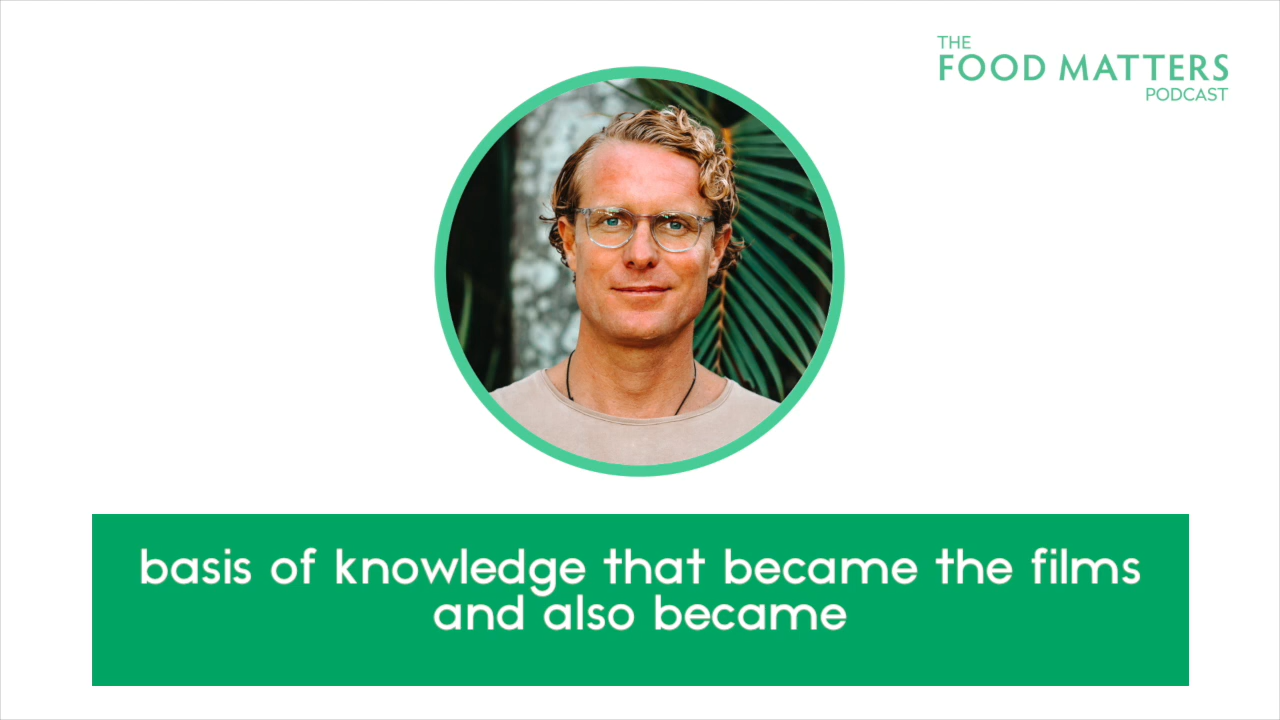 THE
FOOD MATTERS
PODCAST
basis of knowledge that became the films
and also became